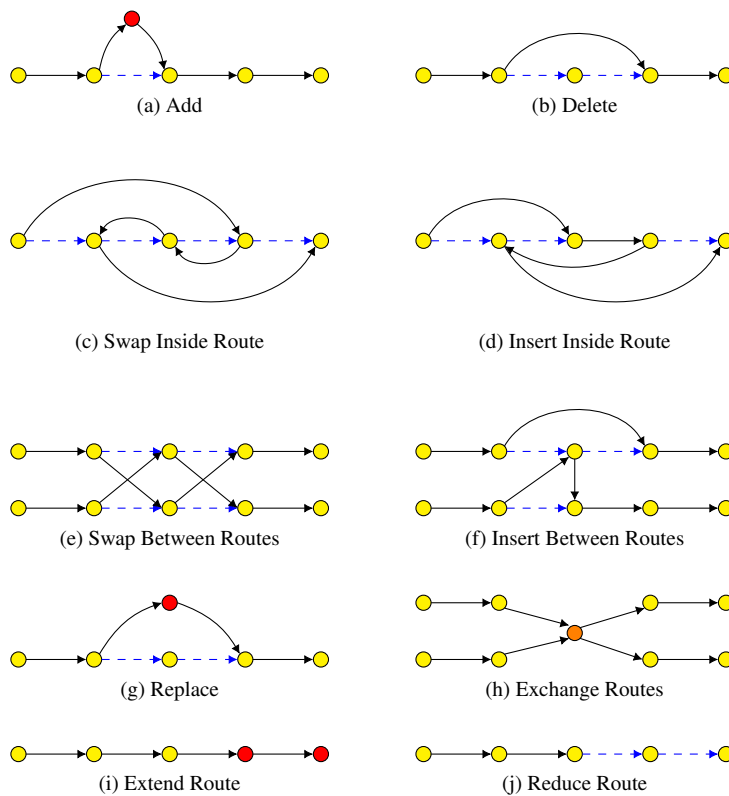 (a) Add
(b) Delete
(c) Swap Inside Route
(d) Insert Inside Route
(e) Swap Between Routes
(f) Insert Between Routes
(g) Replace
(h) Exchange Routes
(i) Extend Route
(j) Reduce Route